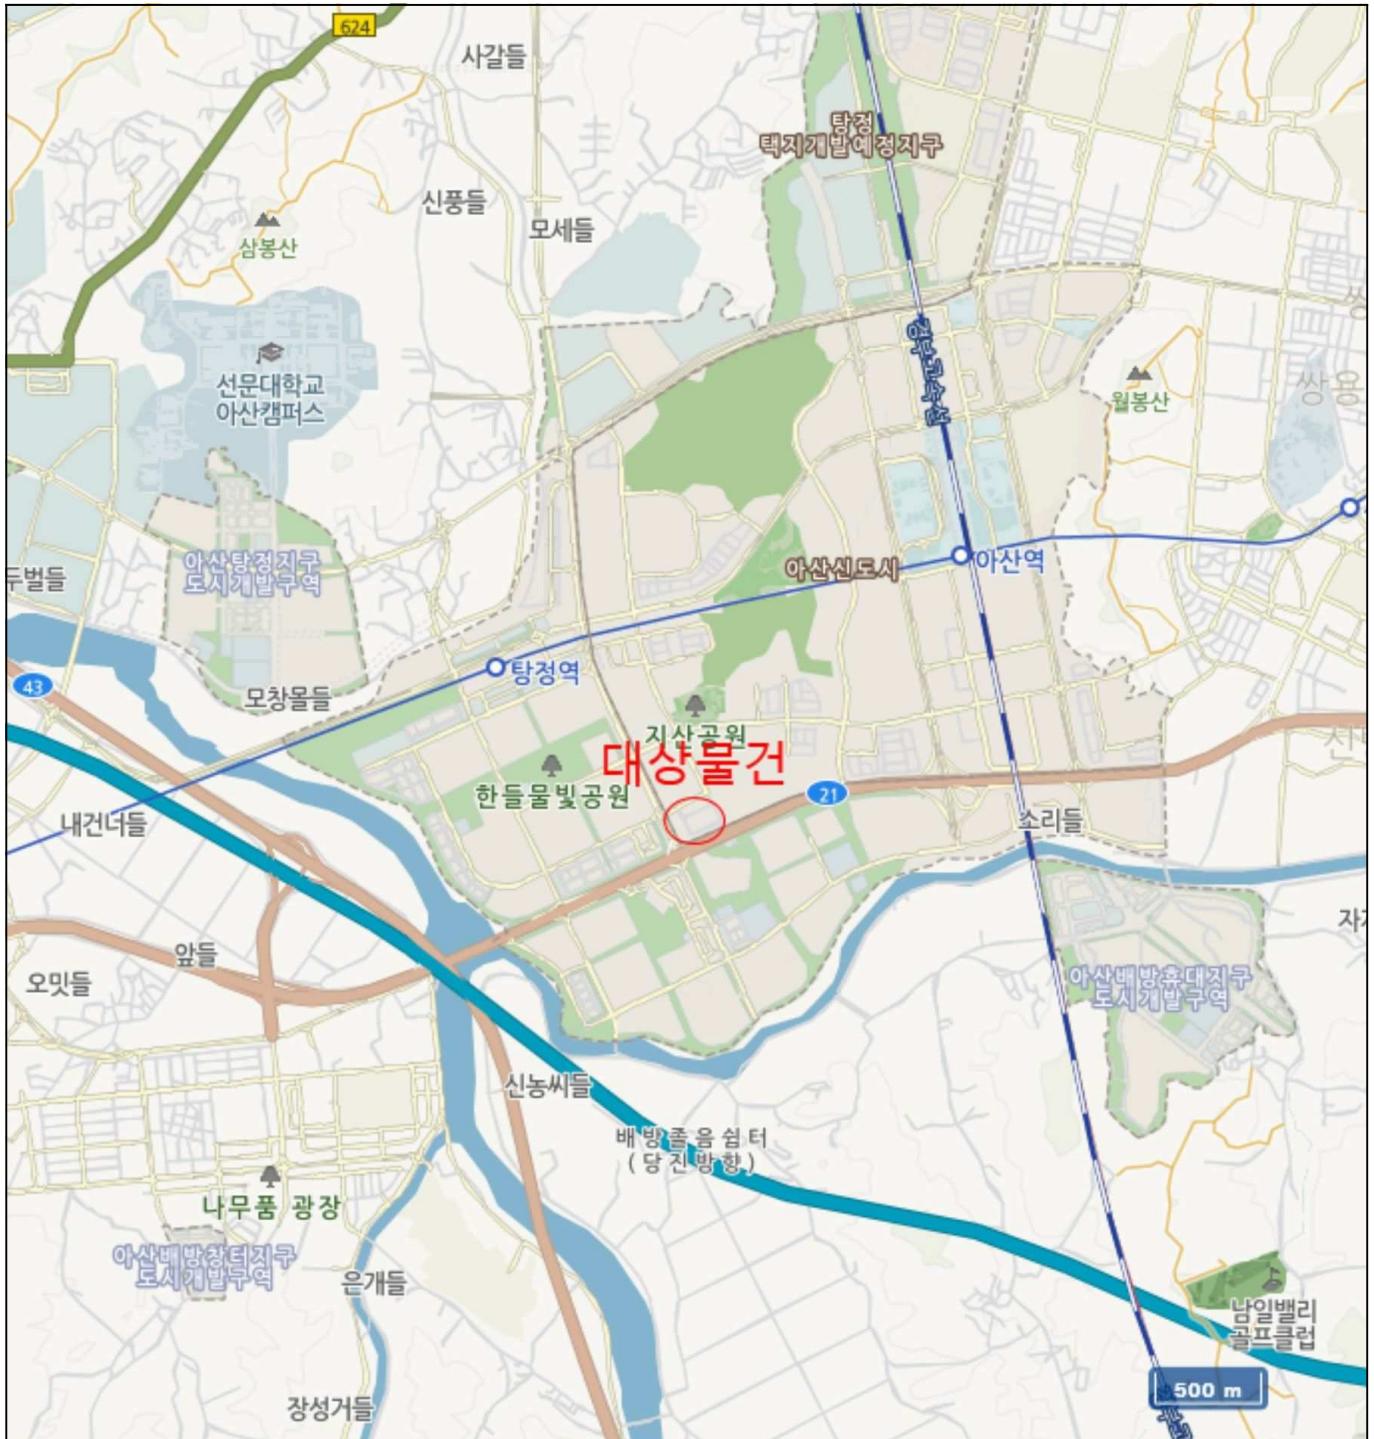 624
사갈들
탕정
택지개발예정지구
신풍들
모세들
삼봉산
경부고속선
선문대학교
아산캠퍼스
월봉산
쌍용
아산탕정지구
도시개발구역
두벌들
아산신도시
아산역
탕정역
43
모창몰들
지산공원
대상물건
한들물빛공원
21
내건너들
소리들
앞들
오밋들
아산배방휴대지구
도시개발구역
신농씨들
배방졸음쉼터
(당진방향)
나무품 광장
아산배방창터지구
도시개발구역
은개들
남일밸리
골프클럽
500 m
장성거들